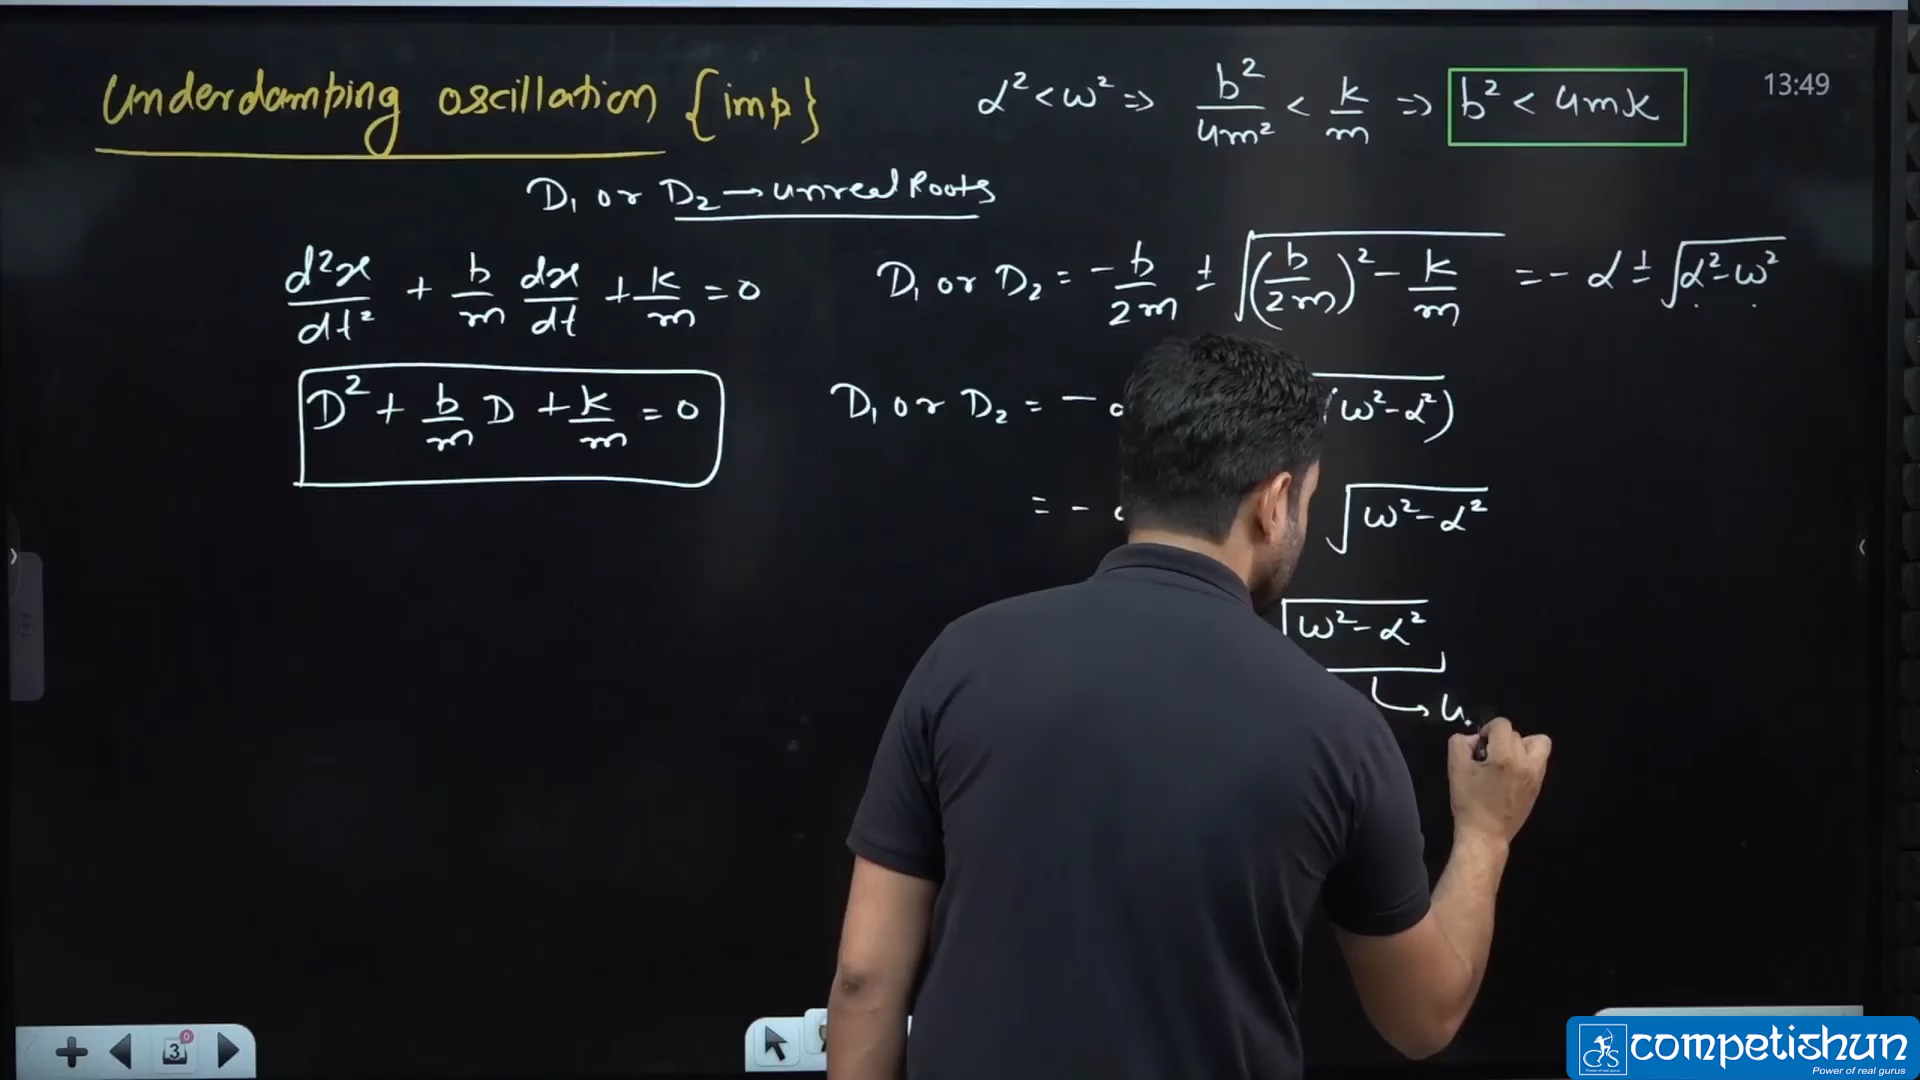 Underdamping oscillation {imp}
α² < ω² => b²/4m² < k/m => b² < 4mk
13:49
D₁ or D₂ → unreal Roots
d²x/dt² + b/m dx/dt + k/m = 0
D₁ or D₂ = - b/2m ± √((b/2m)² - k/m) = - α ± √(α² - ω²)
D² + b/m D + k/m = 0
D₁ or D₂ = - (ω² - α²)
= - √(ω² - α²)
√(ω² - α²)
3
0
competishun
Power of real gurus